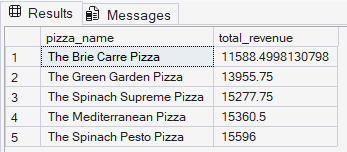 Results Messages
pizza_name total_revenue
1 The Brie Carre Pizza 11588.4998130798
2 The Green Garden Pizza 13955.75
3 The Spinach Supreme Pizza 15277.75
4 The Mediterranean Pizza 15360.5
5 The Spinach Pesto Pizza 15596